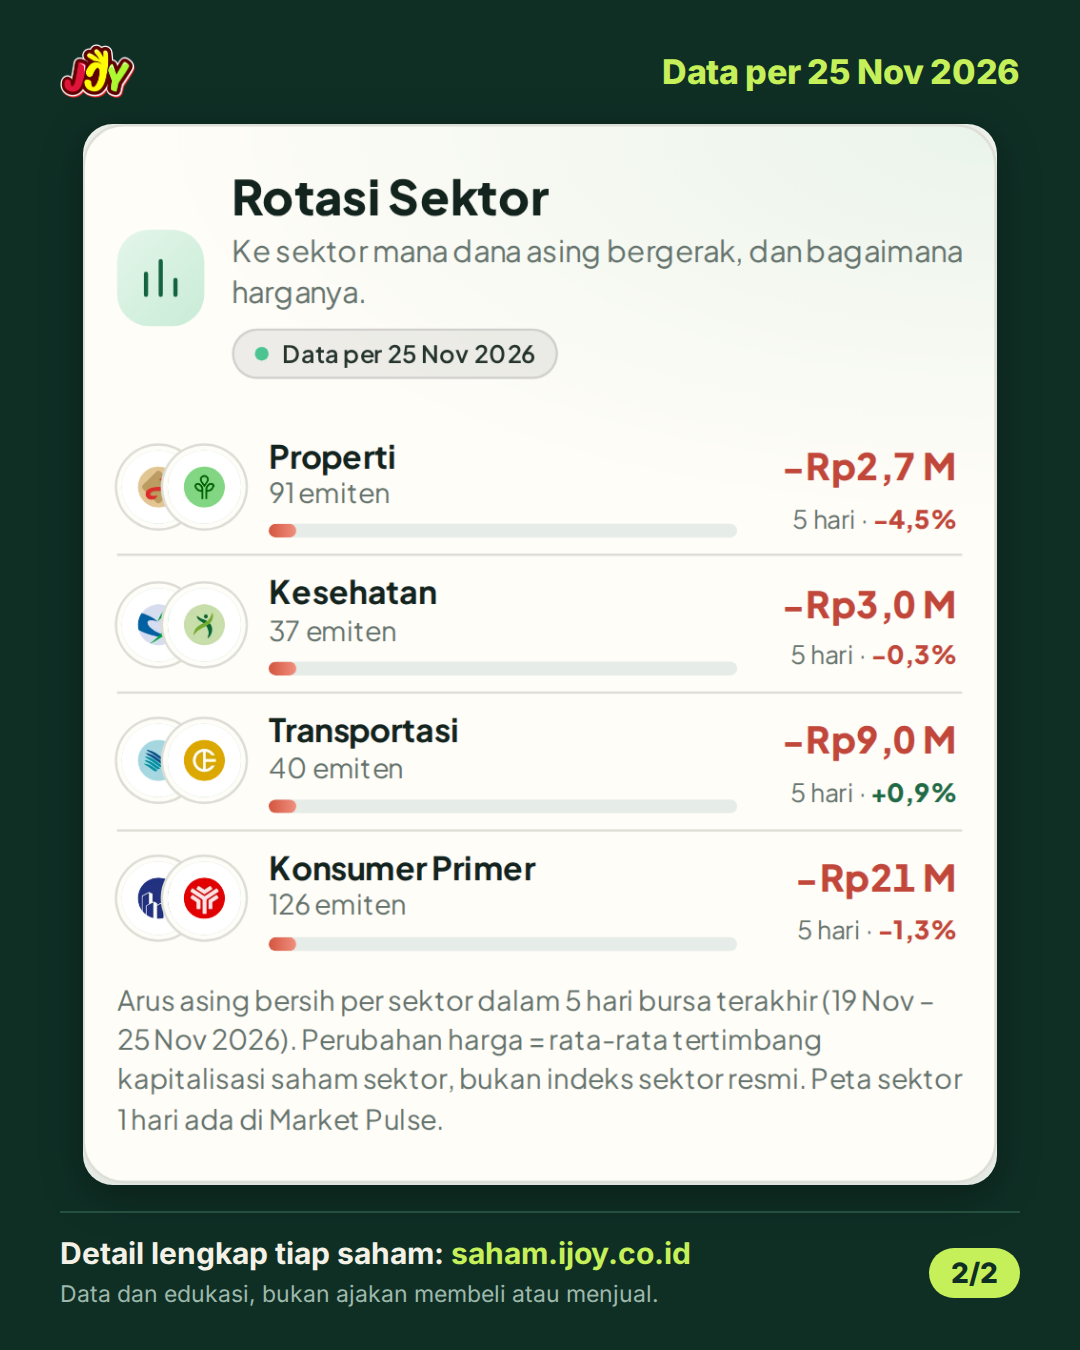 JOY
Data per 25 Nov 2026
Rotasi Sektor
Ke sektor mana dana asing bergerak, dan bagaimana
harganya.
Data per 25 Nov 2026
Properti
91 emiten
−Rp2,7 M
5 hari · −4,5%
Kesehatan
37 emiten
−Rp3,0 M
5 hari · −0,3%
Transportasi
40 emiten
−Rp9,0 M
5 hari · +0,9%
Konsumer Primer
126 emiten
−Rp21 M
5 hari · −1,3%
Arus asing bersih per sektor dalam 5 hari bursa terakhir (19 Nov –
25 Nov 2026). Perubahan harga = rata-rata tertimbang
kapitalisasi saham sektor, bukan indeks sektor resmi. Peta sektor
1 hari ada di Market Pulse.
Detail lengkap tiap saham: saham.ijoy.co.id
Data dan edukasi, bukan ajakan membeli atau menjual.
2/2